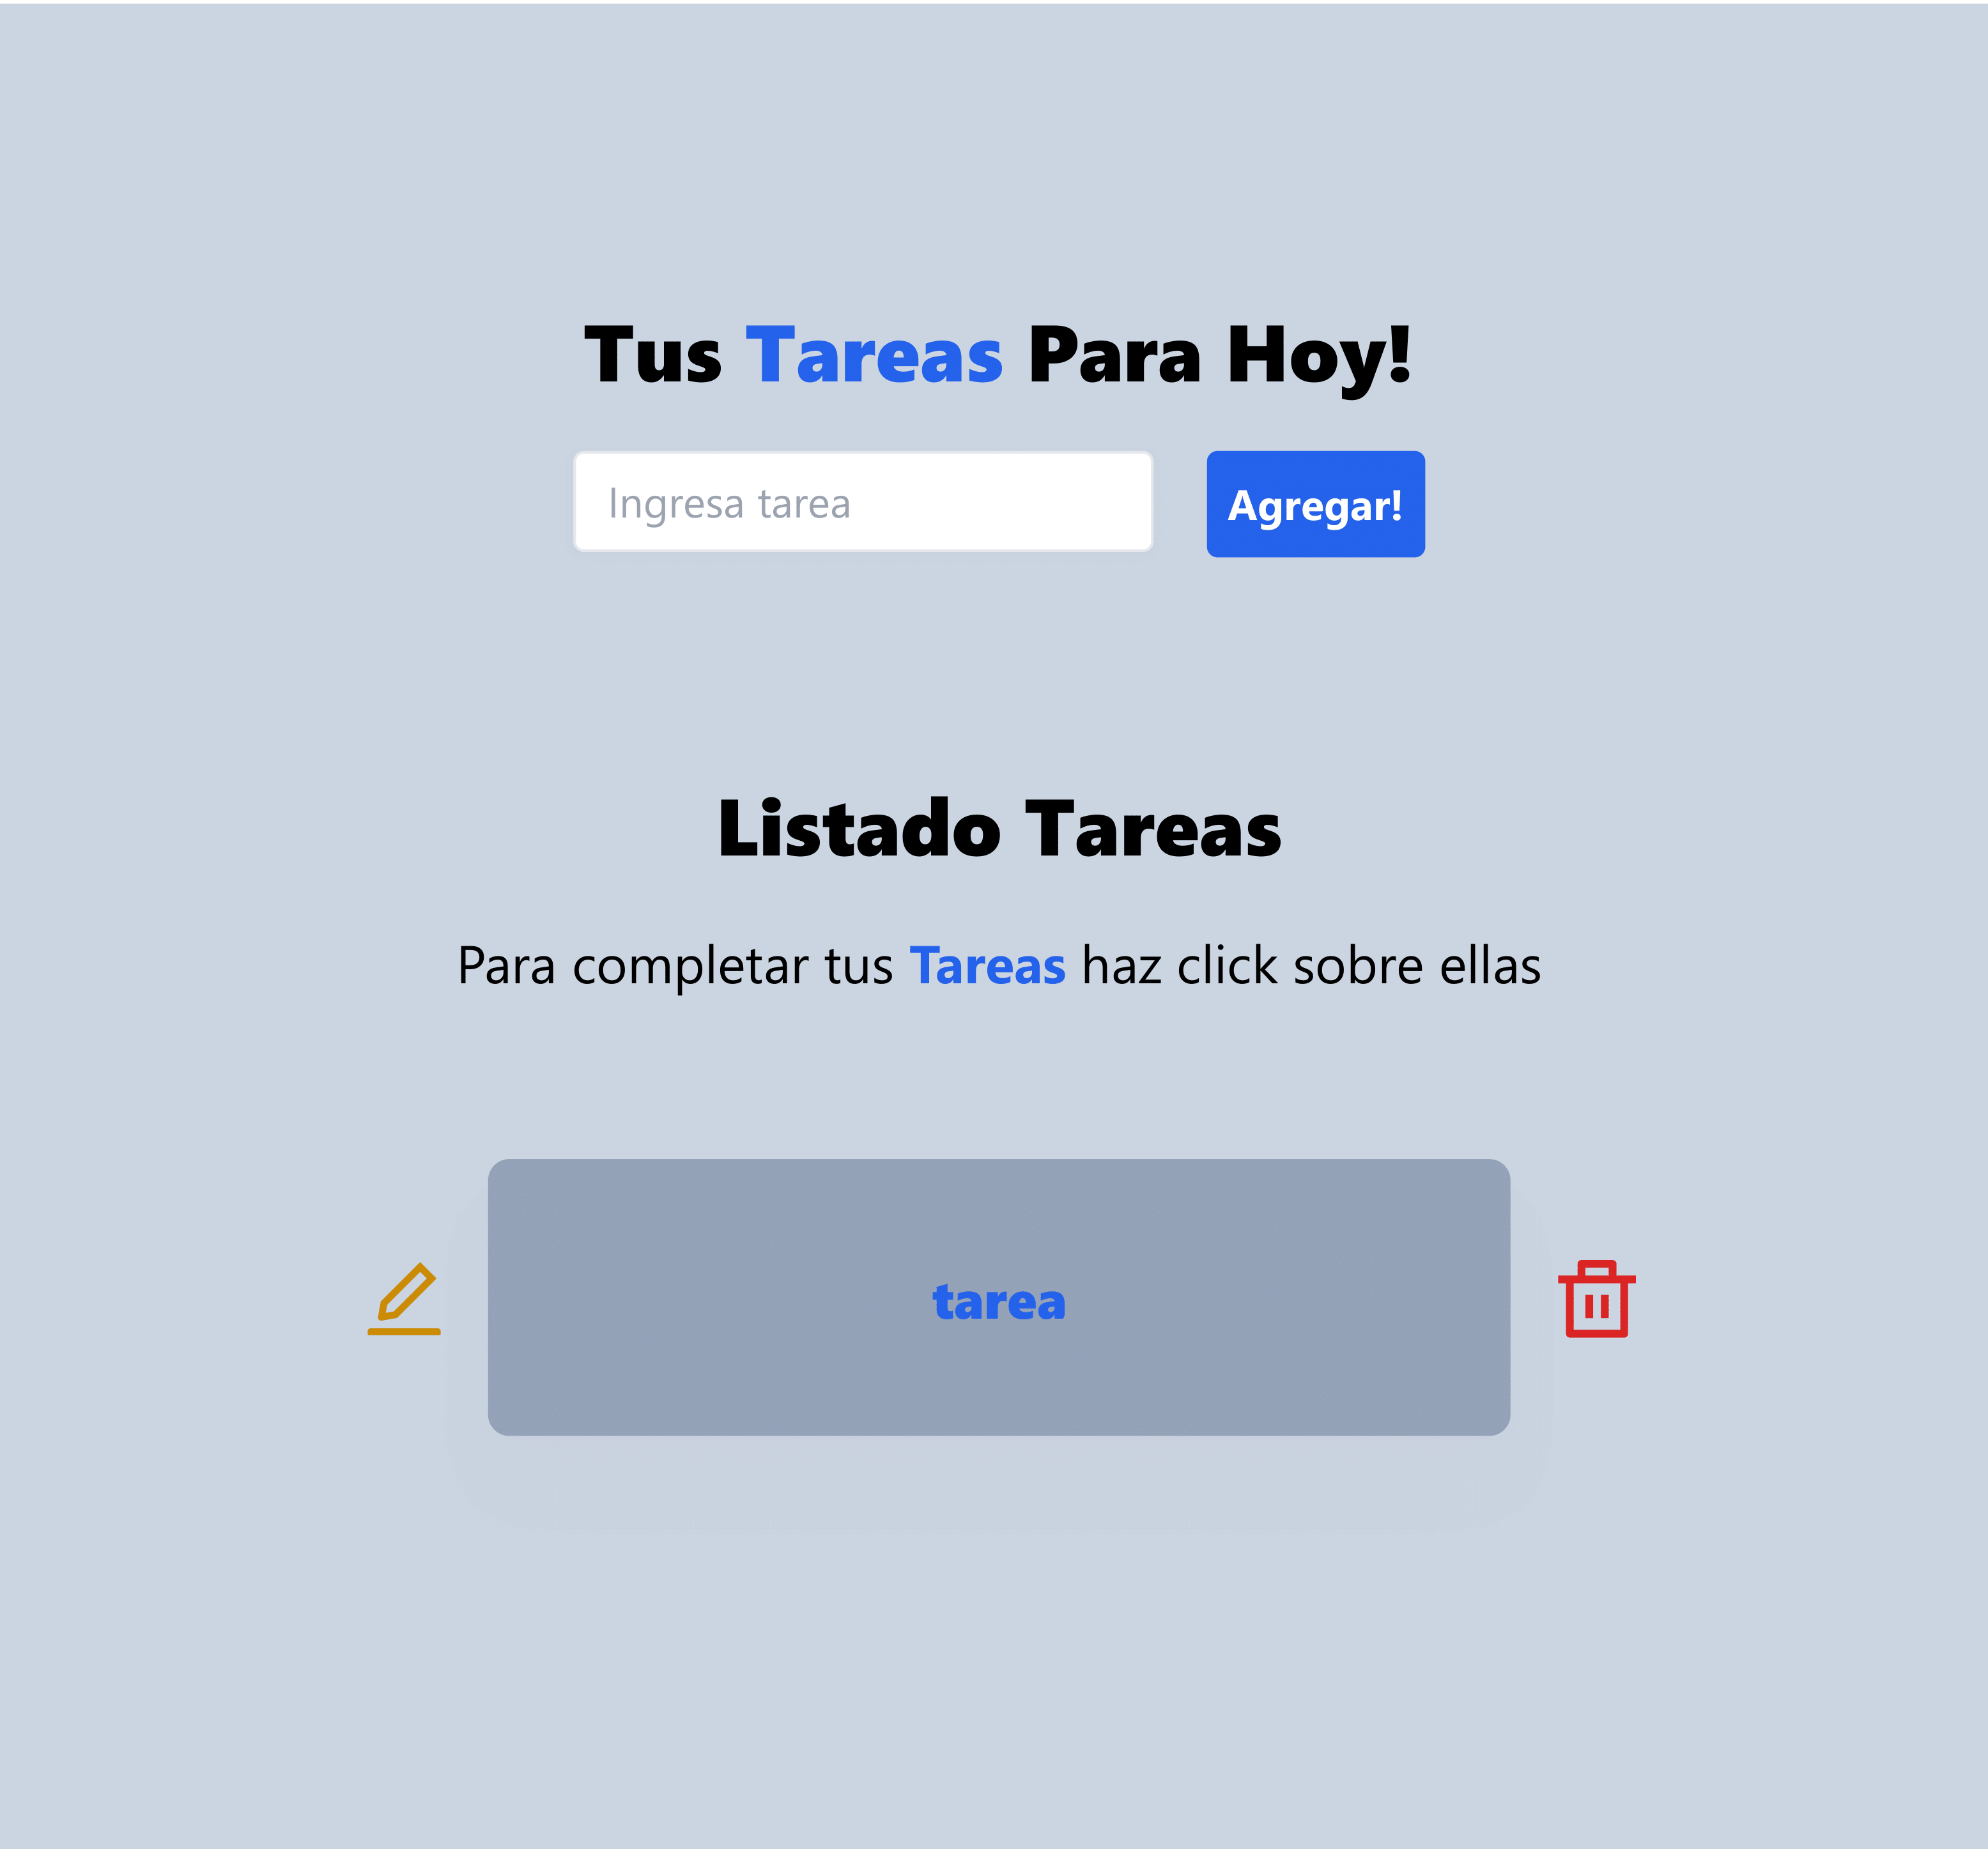 Tus Tareas Para Hoy!
Ingresa tarea
Agregar!
Listado Tareas
Para completar tus Tareas haz click sobre ellas
tarea